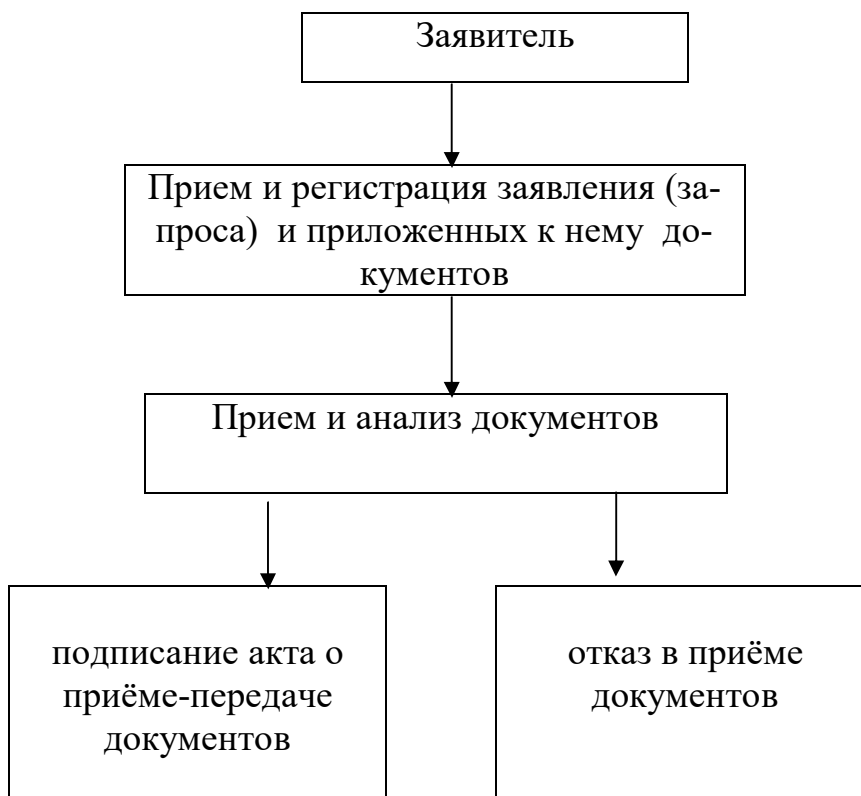 Заявитель
Прием и регистрация заявления (за-
проса) и приложенных к нему до-
кументов
Прием и анализ документов
подписание акта о
приёме-передаче
документов
отказ в приёме
документов